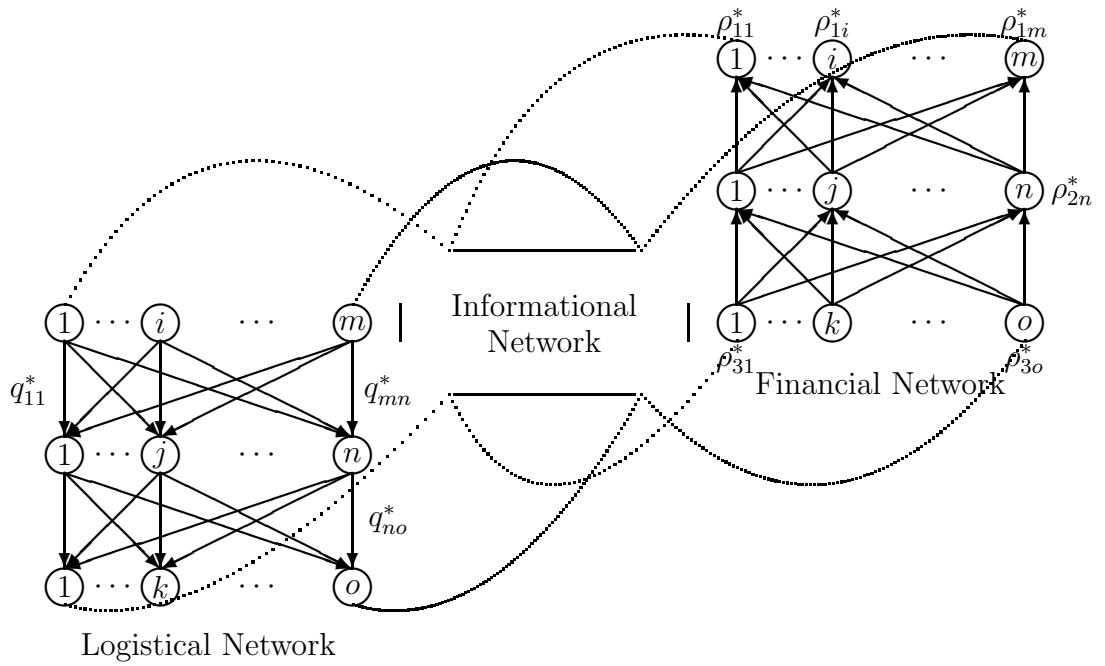 ρ*₁₁ ρ*₁ᵢ ρ*₁ₘ
1 ··· i ··· m
1 ··· j ··· n ρ*₂ₙ
Informational
Network
1 ··· i ··· m
1 ··· k ··· o
ρ*₃₁ ρ*₃ₒ
Financial Network
q*₁₁ q*ₘₙ
1 ··· j ··· n
q*ₙₒ
1 ··· k ··· o
Logistical Network